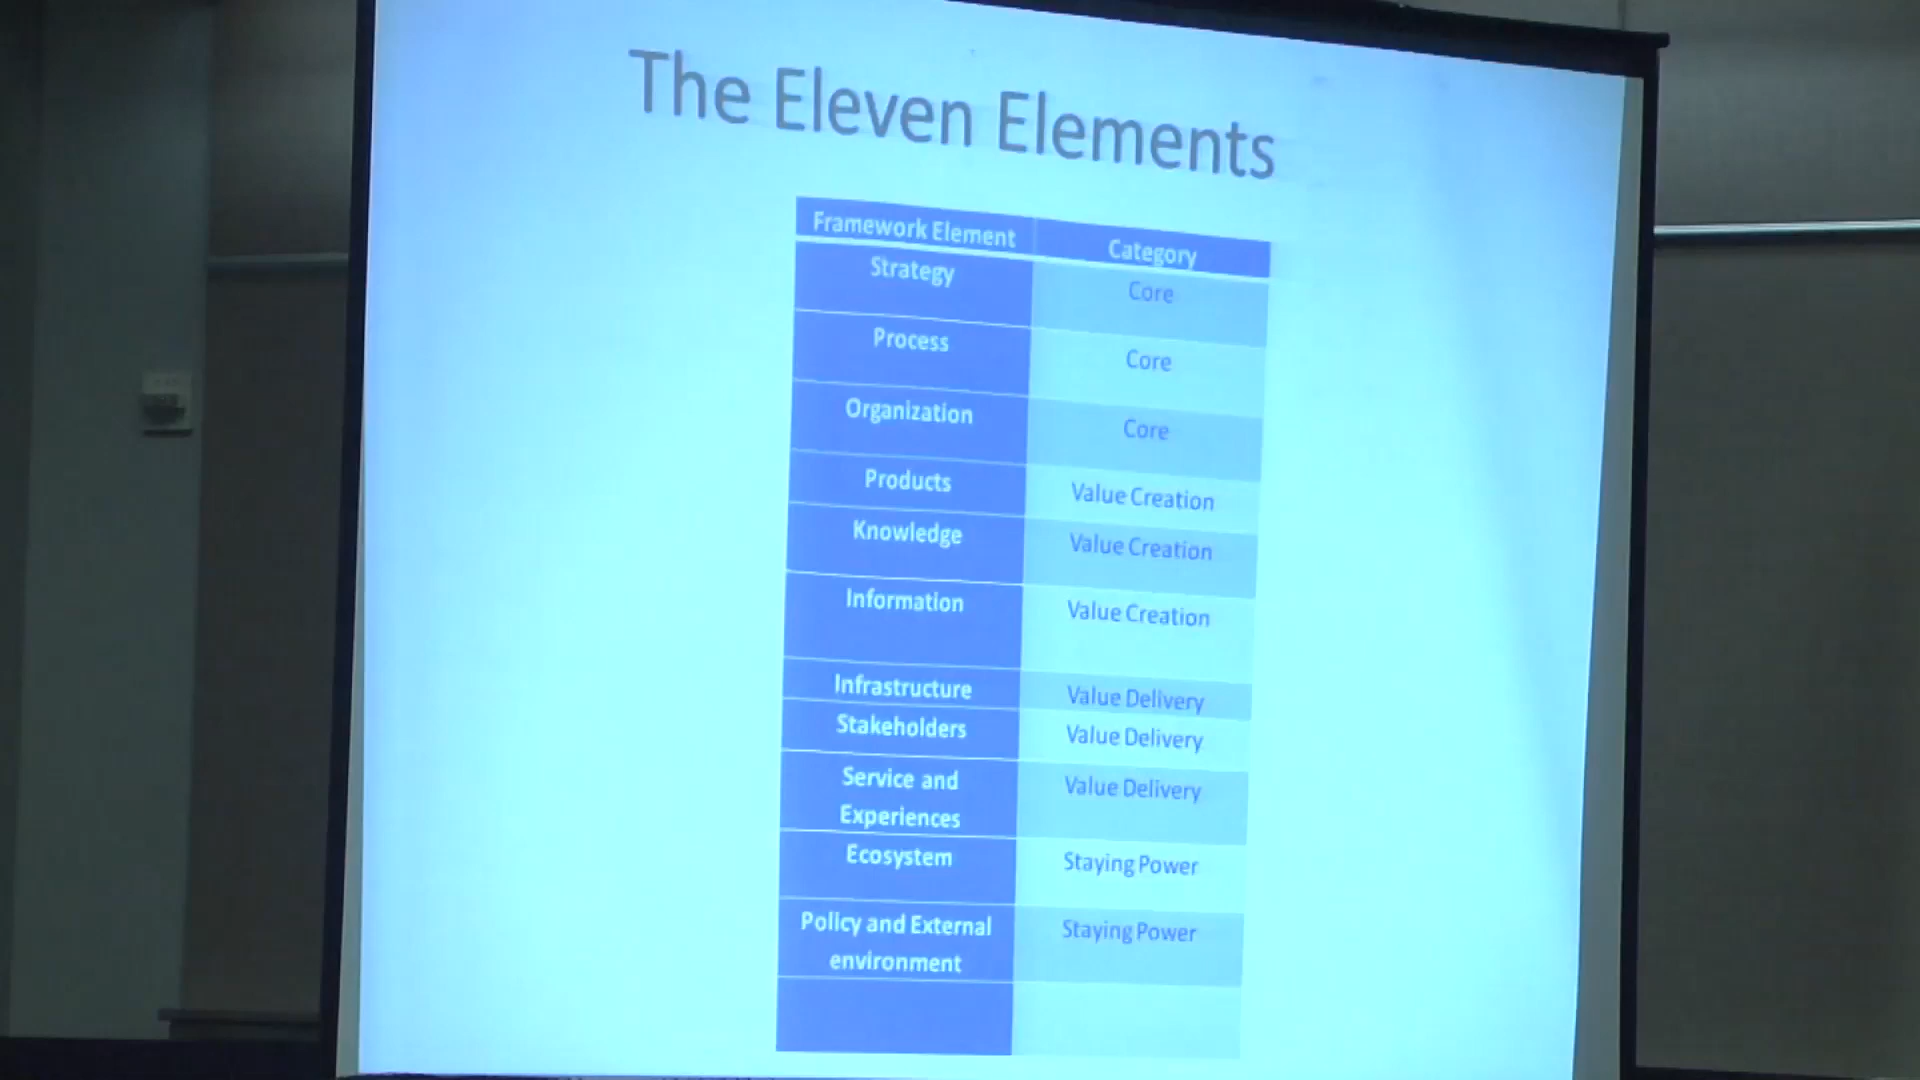 The Eleven Elements
Framework Element Category
Strategy Core
Process Core
Organization Core
Products Value Creation
Knowledge Value Creation
Information Value Creation
Infrastructure Value Delivery
Stakeholders Value Delivery
Service and Value Delivery
Experiences
Ecosystem Staying Power
Policy and External Staying Power
environment